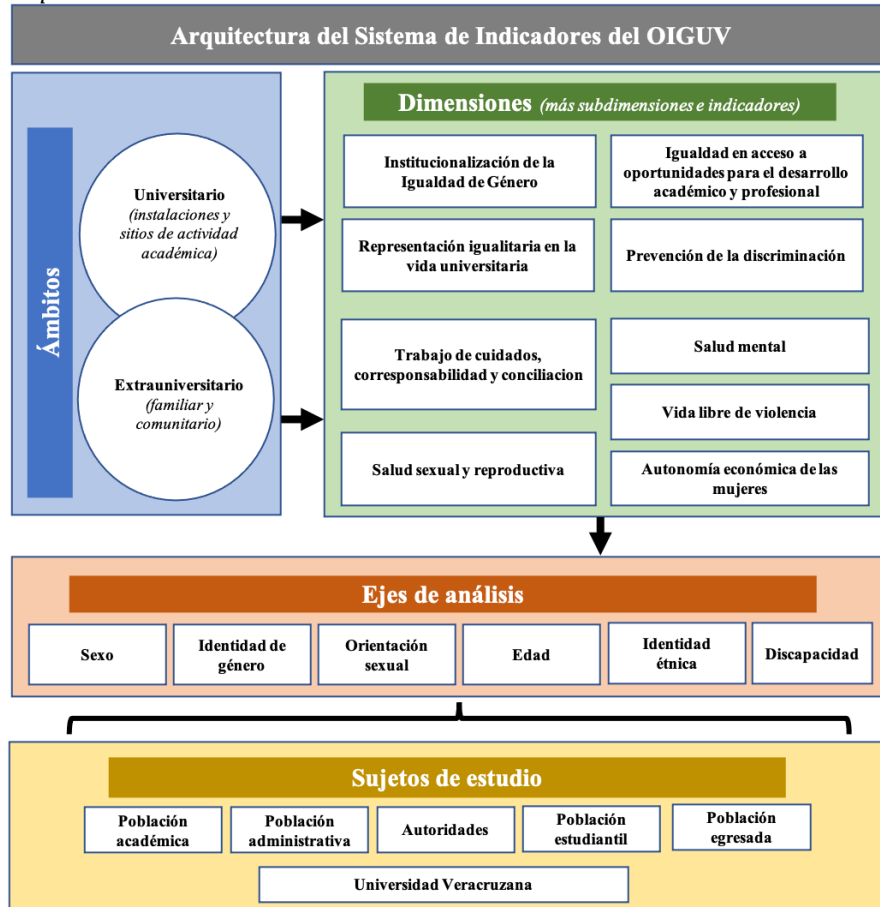 Arquitectura del Sistema de Indicadores del OIGUV
Ámbitos
Universitario
(instalaciones y
sitios de actividad
académica)
Extrauniversitario
(familiar y
comunitario)
Dimensiones (más subdimensiones e indicadores)
Institucionalización de la
Igualdad de Género
Igualdad en acceso a
oportunidades para el desarrollo
académico y profesional
Representación igualitaria en la
vida universitaria
Prevención de la discriminación
Trabajo de cuidados,
corresponsabilidad y conciliacion
Salud mental
Vida libre de violencia
Salud sexual y reproductiva
Autonomía económica de las
mujeres
Ejes de análisis
Sexo
Identidad de
género
Orientación
sexual
Edad
Identidad
étnica
Discapacidad
Sujetos de estudio
Población
académica
Población
administrativa
Autoridades
Población
estudiantil
Población
egresada
Universidad Veracruzana